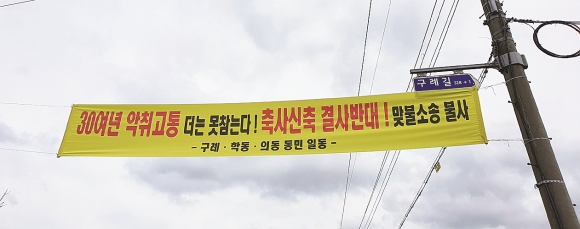 구례길
30여년 악취고통 더는 못참는다! 축사신축 결사반대! 맞불소송 불사
- 구례 · 학동 · 의동 동민 일동 -